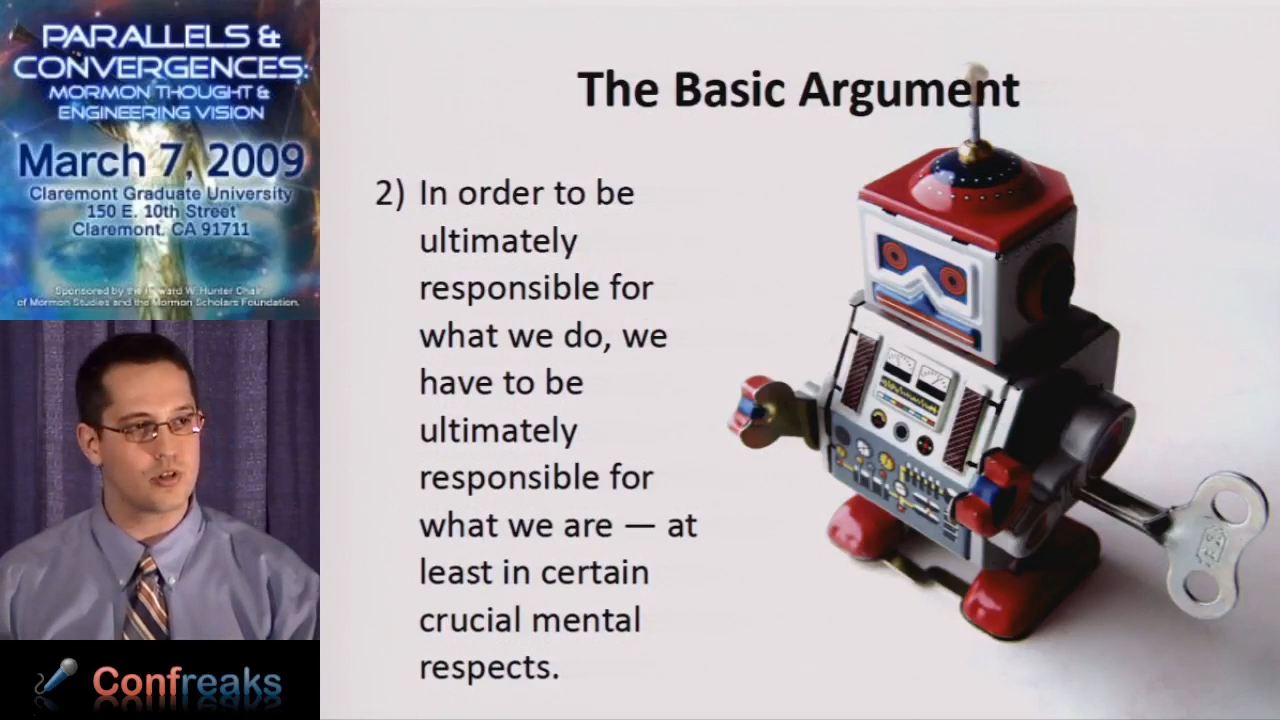 PARALLELS &
CONVERGENCES:
MORMON THOUGHT &
ENGINEERING VISION
March 7, 2009
Claremont Graduate University
150 E. 10th Street
Claremont, CA 91711
Sponsored by the Howard W. Hunter Chair
of Mormon Studies and the Mormon Scholars Foundation.
Confreaks
The Basic Argument
2) In order to be
ultimately
responsible for
what we do, we
have to be
ultimately
responsible for
what we are — at
least in certain
crucial mental
respects.